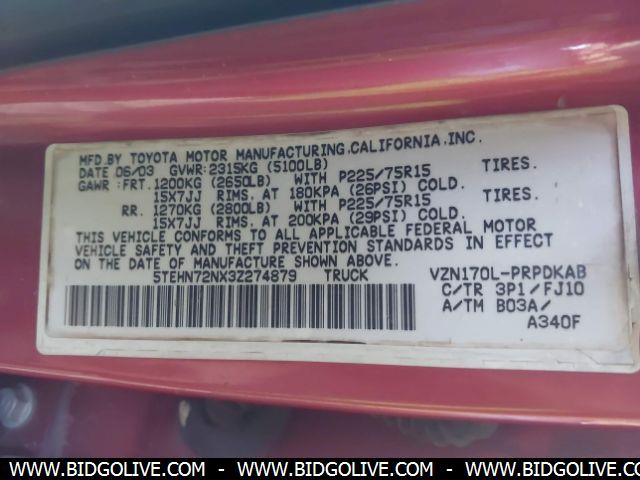 MFD.BY TOYOTA MOTOR MANUFACTURING,CALIFORNIA,INC.
DATE 06/03 GVWR:2315KG (5100LB)
GAWR :FRT.1200KG (2650LB) WITH P225/75R15 TIRES.
15X7JJ RIMS. AT 180KPA (26PSI) COLD.
RR. 1270KG (2800LB) WITH P225/75R15 TIRES.
15X7JJ RIMS. AT 200KPA (29PSI) COLD.
THIS VEHICLE CONFORMS TO ALL APPLICABLE FEDERAL MOTOR
VEHICLE SAFETY AND THEFT PREVENTION STANDARDS IN EFFECT
ON THE DATE OF MANUFACTURE SHOWN ABOVE.
5TEHN72NX3Z274879 TRUCK VZN170L-PRPDKAB
C/TR 3P1/FJ10
A/TM B03A/
A340F
WWW.BIDGOLIVE.COM - WWW.BIDGOLIVE.COM - WWW.BIDGOLIVE.COM